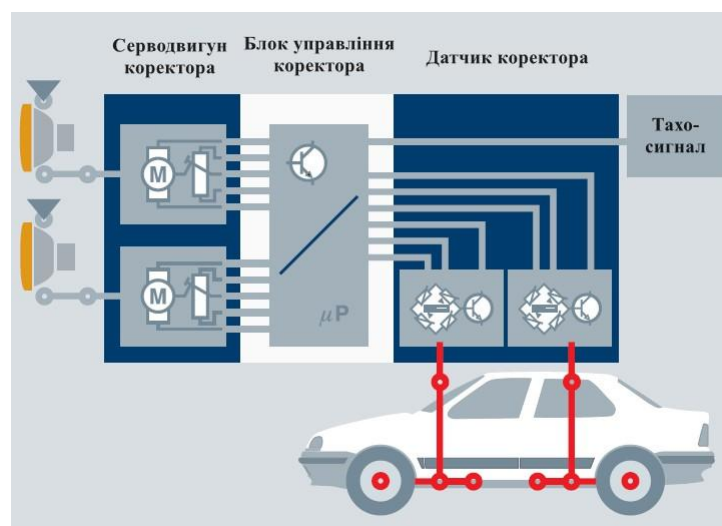 Серводвигун
коректора
Блок управління
коректора
Датчик коректора
Тахо-
сигнал
M
M
μP